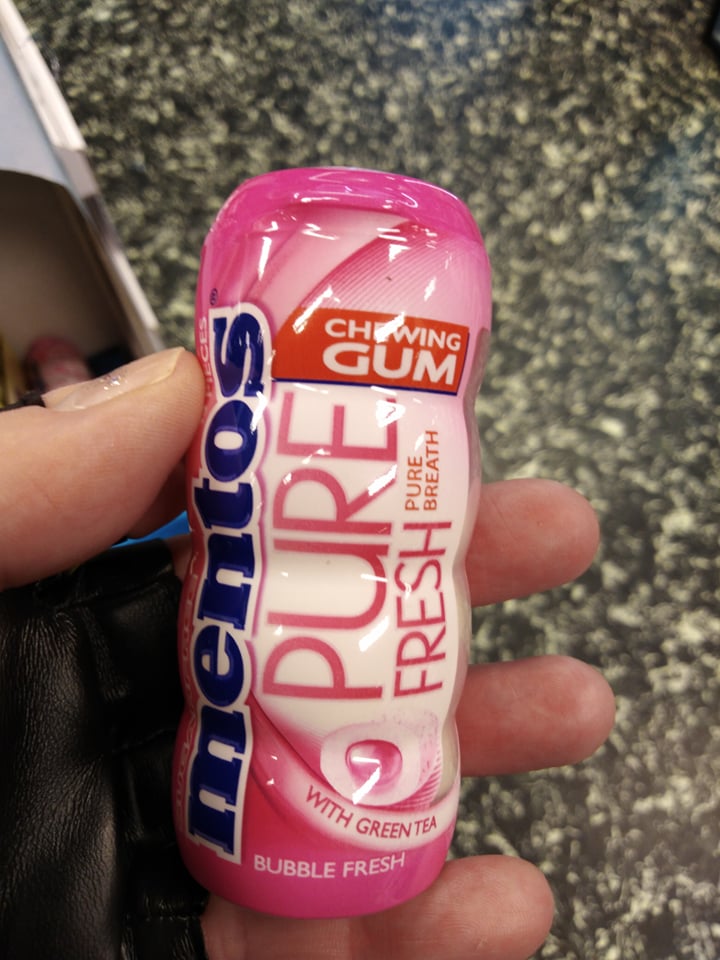 CHEWING
GUM
mentos®
PURE
FRESH
PURE
BREATH
WITH GREEN TEA
BUBBLE FRESH